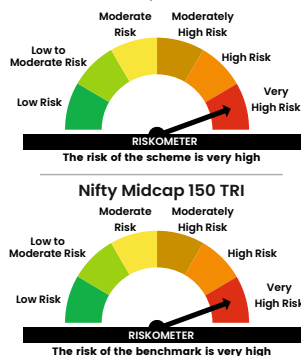 Moderate
Risk
Moderately
High Risk
Low to
Moderate Risk
High Risk
Low Risk
Very
High Risk
RISKOMETER
The risk of the scheme is very high
Nifty Midcap 150 TRI
Moderate
Risk
Moderately
High Risk
Low to
Moderate Risk
High Risk
Low Risk
Very
High Risk
RISKOMETER
The risk of the benchmark is very high